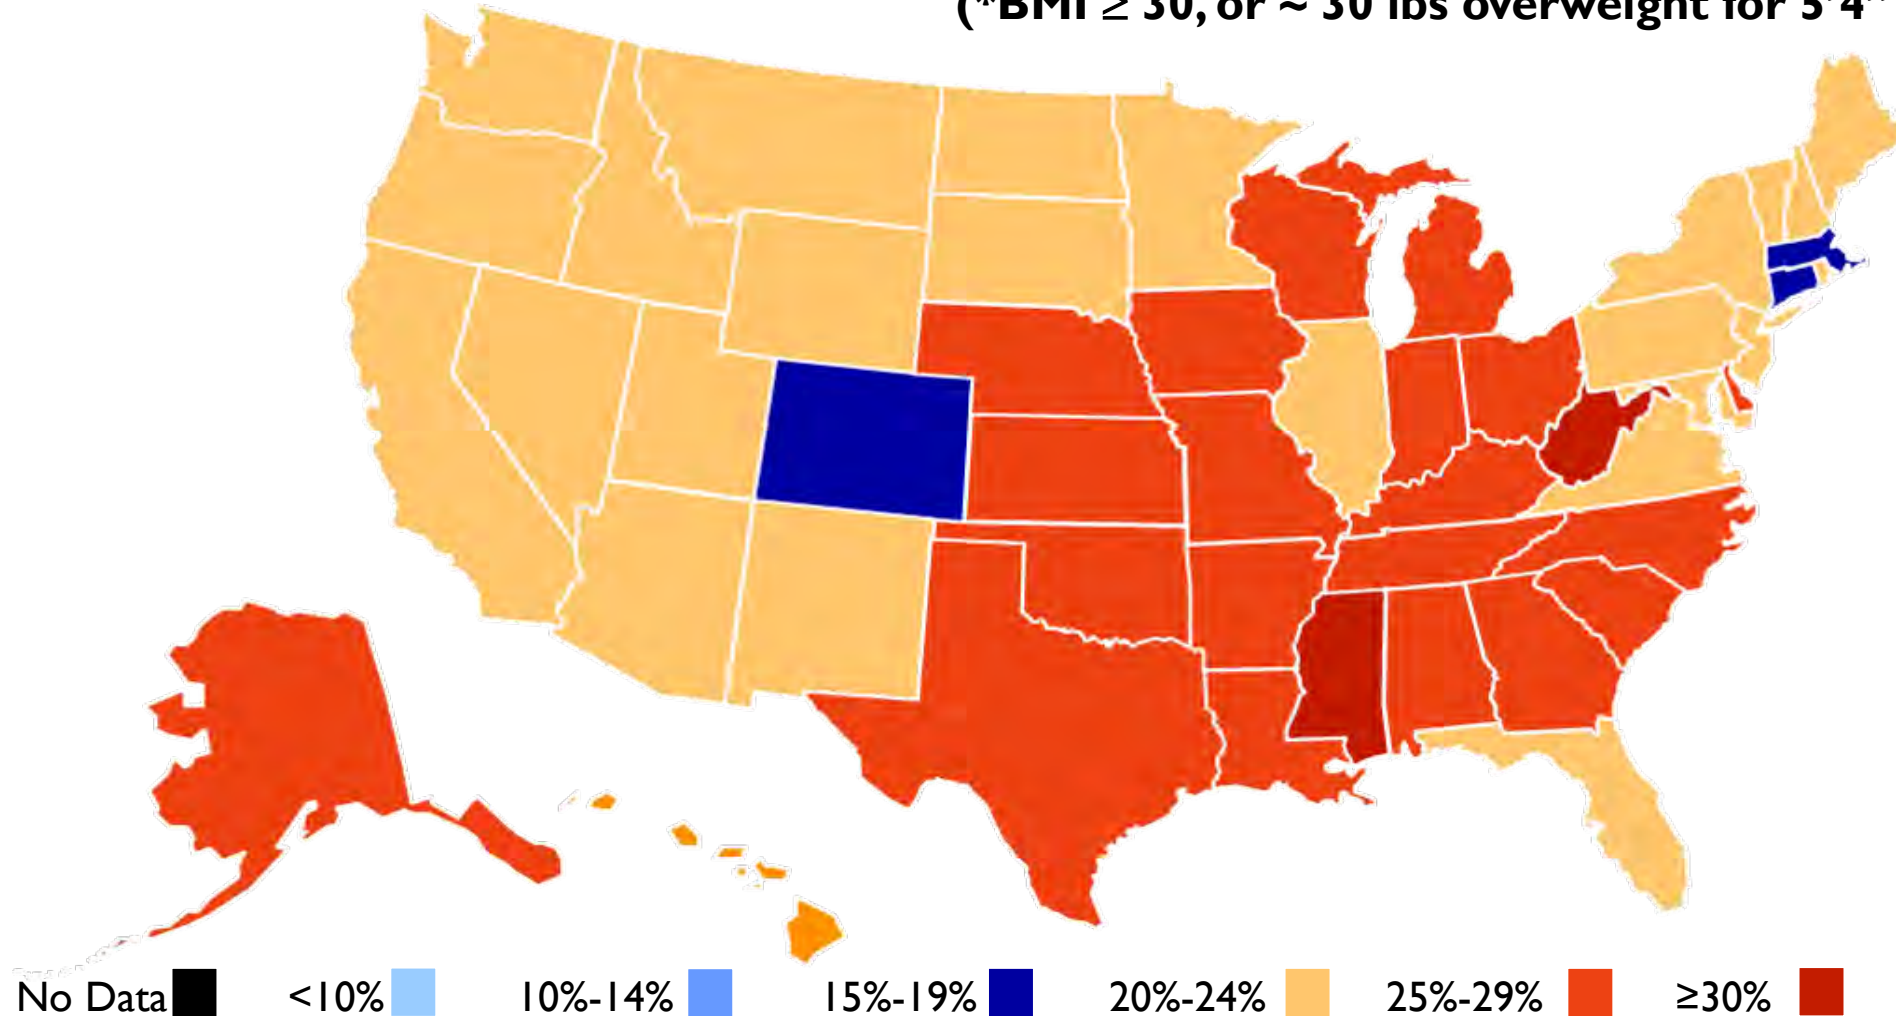 (*BMI ≥ 30, or ~ 30 lbs overweight for 5’4”
No Data <10% 10%-14% 15%-19% 20%-24% 25%-29% ≥30%